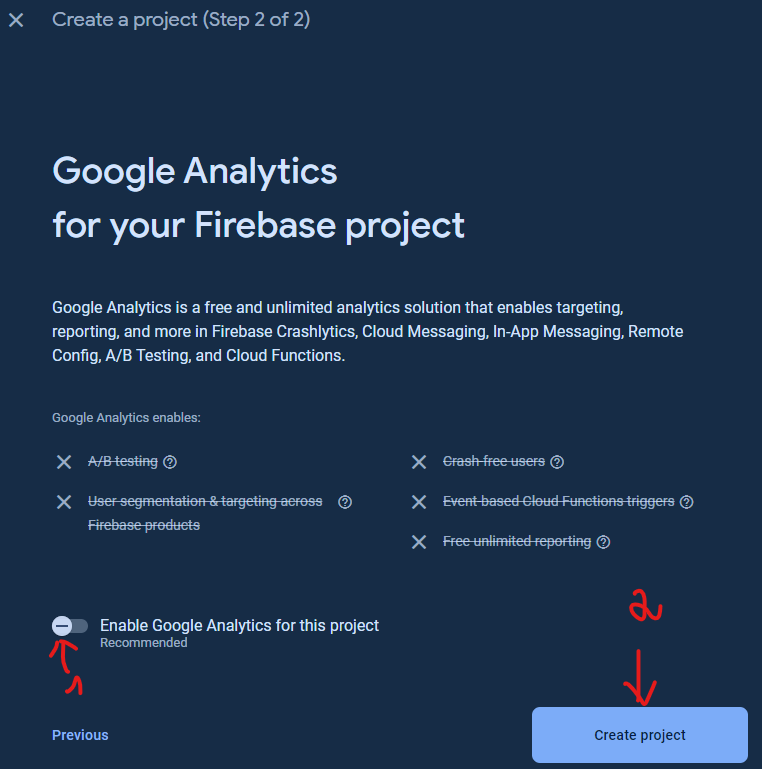 Create a project (Step 2 of 2)
Google Analytics
for your Firebase project
Google Analytics is a free and unlimited analytics solution that enables targeting,
reporting, and more in Firebase Crashlytics, Cloud Messaging, In-App Messaging, Remote
Config, A/B Testing, and Cloud Functions.
Google Analytics enables:
A/B testing
User segmentation & targeting across
Firebase products
Crash-free users
Event-based Cloud Functions triggers
Free unlimited reporting
Enable Google Analytics for this project
Recommended
1
2
Previous
Create project